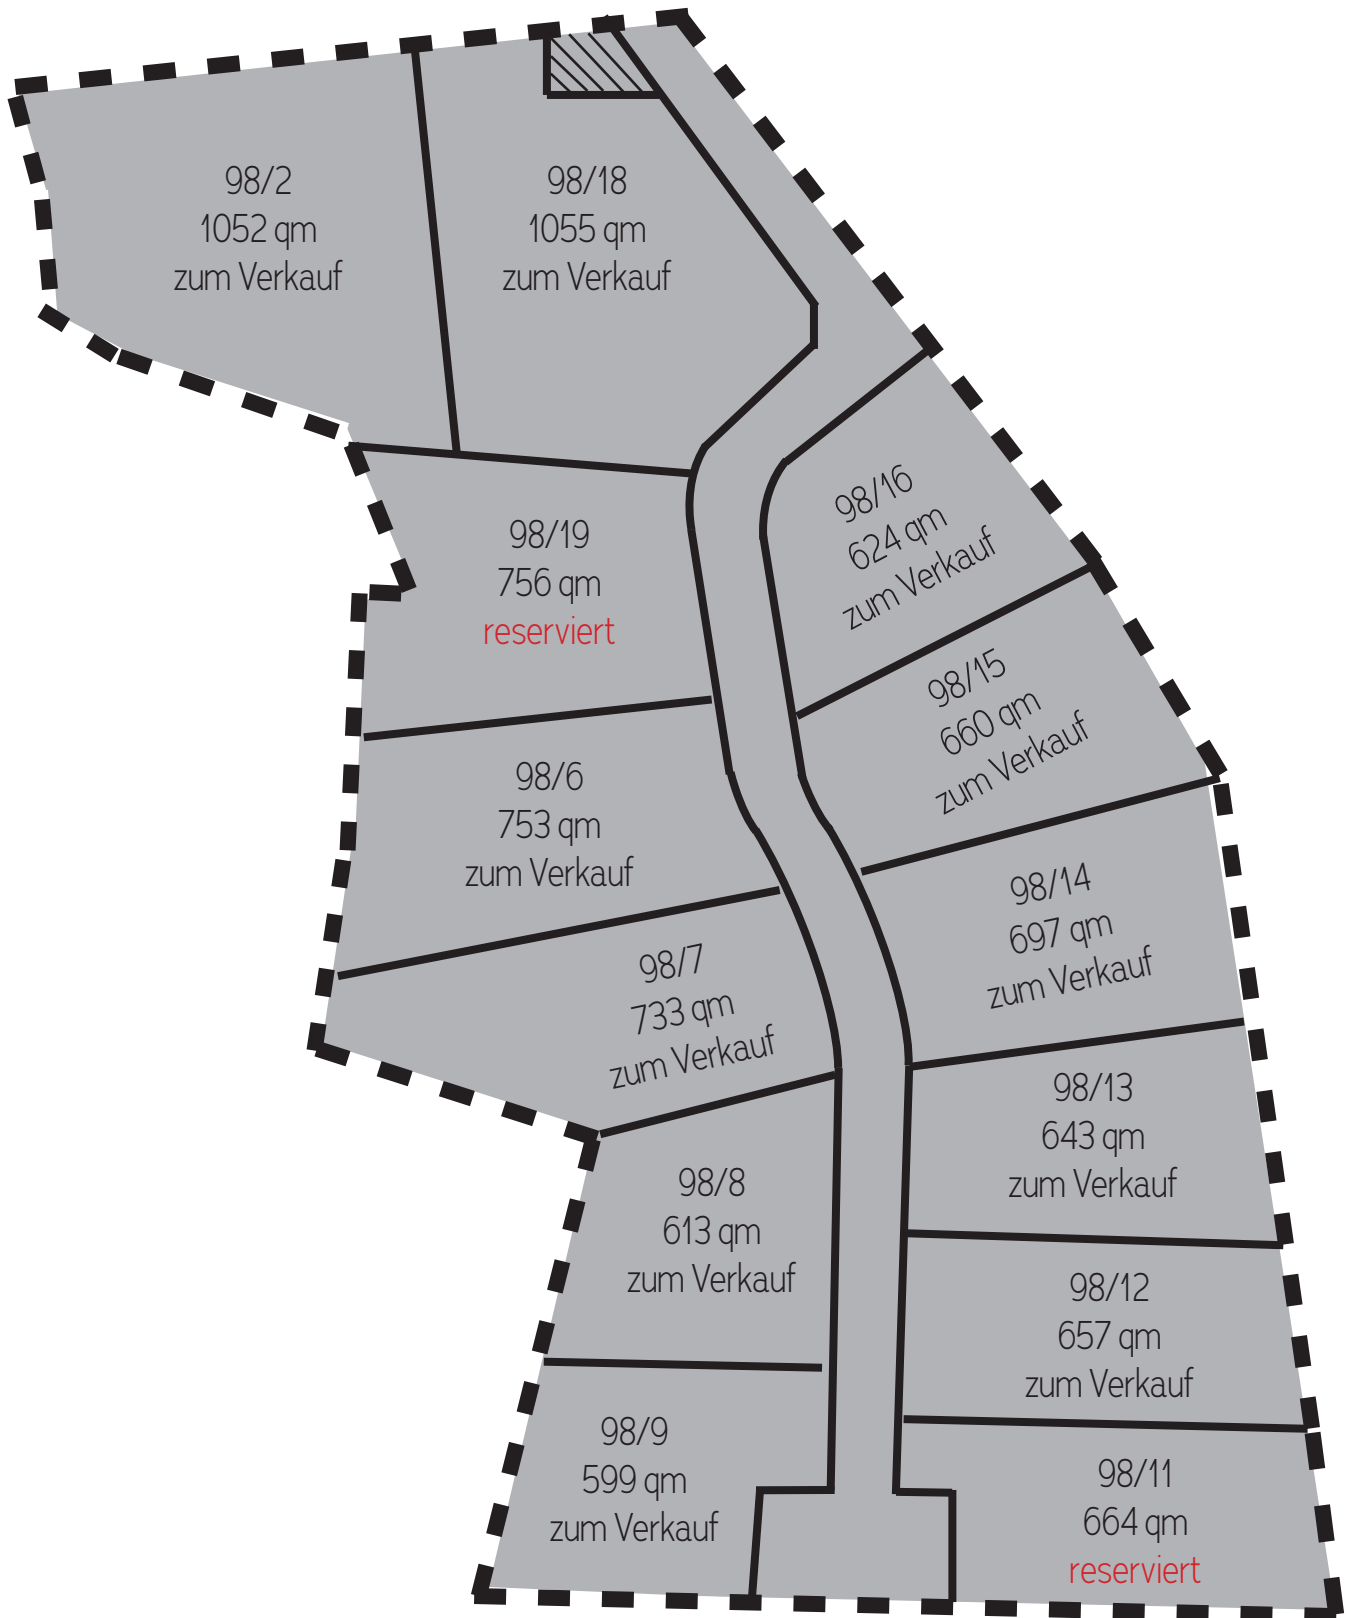 98/2
1052 qm
zum Verkauf
98/18
1055 qm
zum Verkauf
98/19
756 qm
reserviert
98/16
624 qm
zum Verkauf
98/15
660 qm
zum Verkauf
98/6
753 qm
zum Verkauf
98/14
697 qm
zum Verkauf
98/7
733 qm
zum Verkauf
98/13
643 qm
zum Verkauf
98/8
613 qm
zum Verkauf
98/12
657 qm
zum Verkauf
98/9
599 qm
zum Verkauf
98/11
664 qm
reserviert